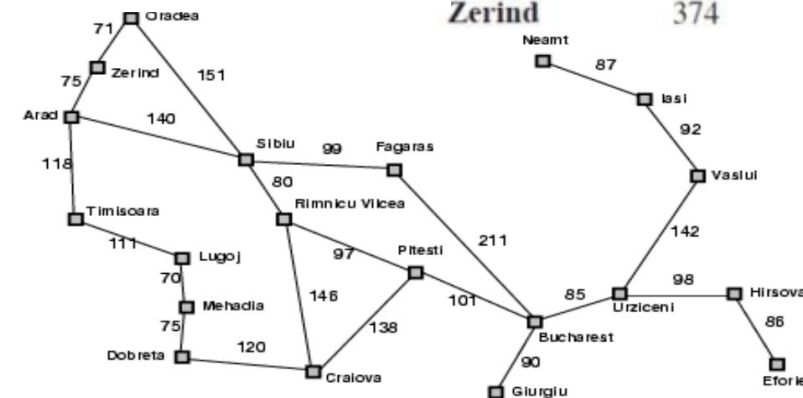 Zerind 374
Oradea
71
Neamt
87
Zerind
151
75
Iasi
Arad
140
92
Sibiu
99
Fagaras
118
80
Vaslui
Rimnicu Vilcea
Timisoara
211
142
111
Lugoj
97
Pitesti
70
98
Hirsova
146
85
Mehadia
101
Urziceni
86
75
138
Bucharest
120
Dobreta
90
Craiova
Eforie
Giurgiu